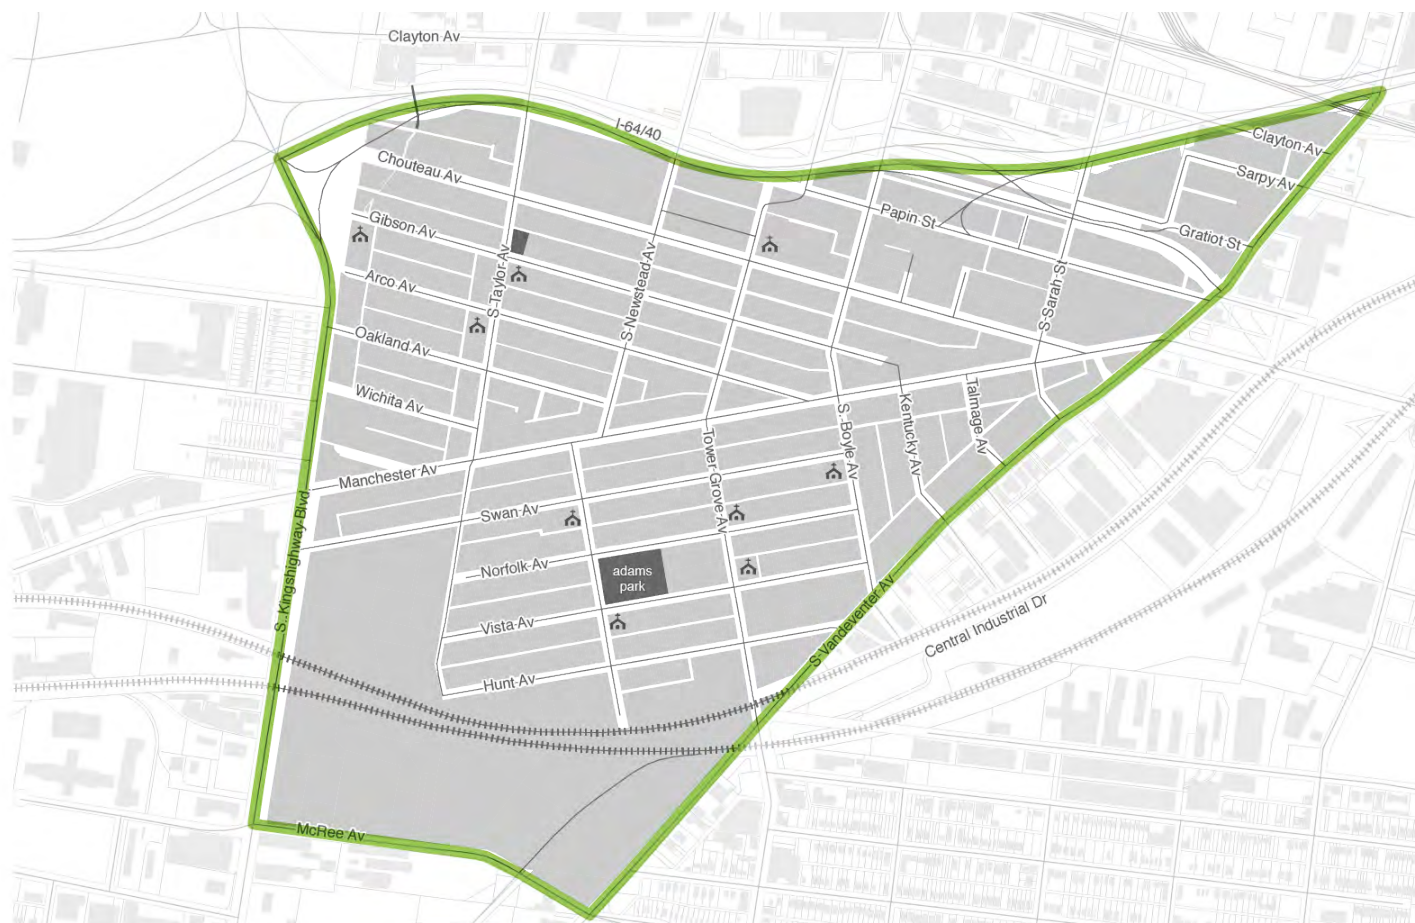 Clayton Av
I-64/40
Clayton Av
Chouteau Av
Sarpy Av
Gibson Av
Papin St
Gratiot St
Arco Av
S Taylor Av
S Newstead Av
S Sarah St
Oakland Av
Wichita Av
Kentucky Av
Talmage Av
S. Boyle Av
Tower Grove Av
Manchester Av
Swan Av
S. Kingshighway Blvd
Norfolk Av
adams
park
Vista Av
S Vandeventer Av
Central Industrial Dr
Hunt Av
McRee Av